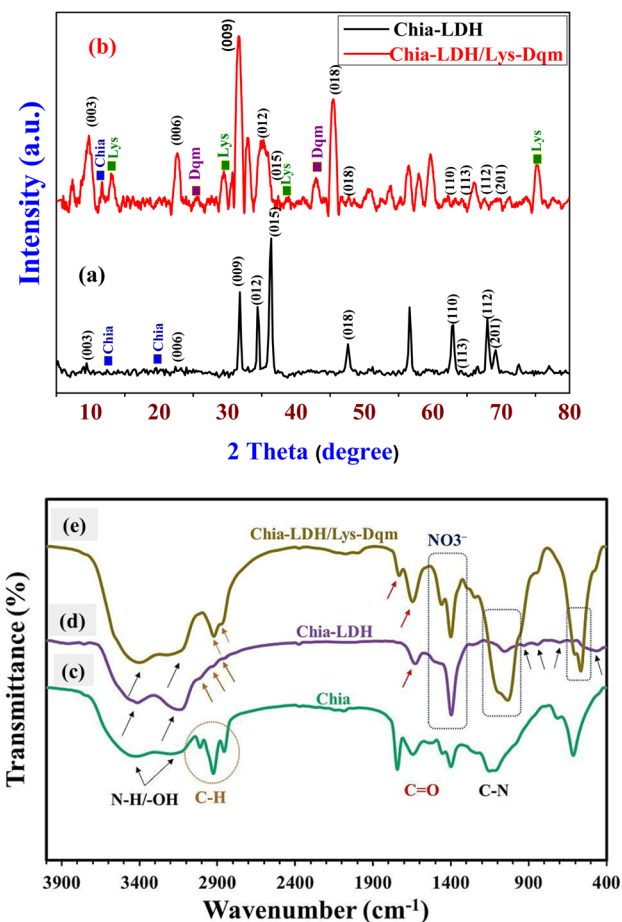 (b)
Chia-LDH
Chia-LDH/Lys-Dqm
(003)
Chia
Lys
(006)
Dqm
Lys
(009)
(012)
(015)
Lys
Dqm
(018)
(018)
(110)
(113)
(112)
(201)
Lys
(a)
(003)
Chia
Chia
(006)
(009)
(012)
(015)
(018)
(110)
(113)
(112)
(201)
Intensity (a.u.)
10 20 30 40 50 60 70 80
2 Theta (degree)
(e)
Chia-LDH/Lys-Dqm
NO3⁻
(d)
Chia-LDH
(c)
Chia
N-H/-OH
C-H
C=O
C-N
Transmittance (%)
3900 3400 2900 2400 1900 1400 900 400
Wavenumber (cm-1)